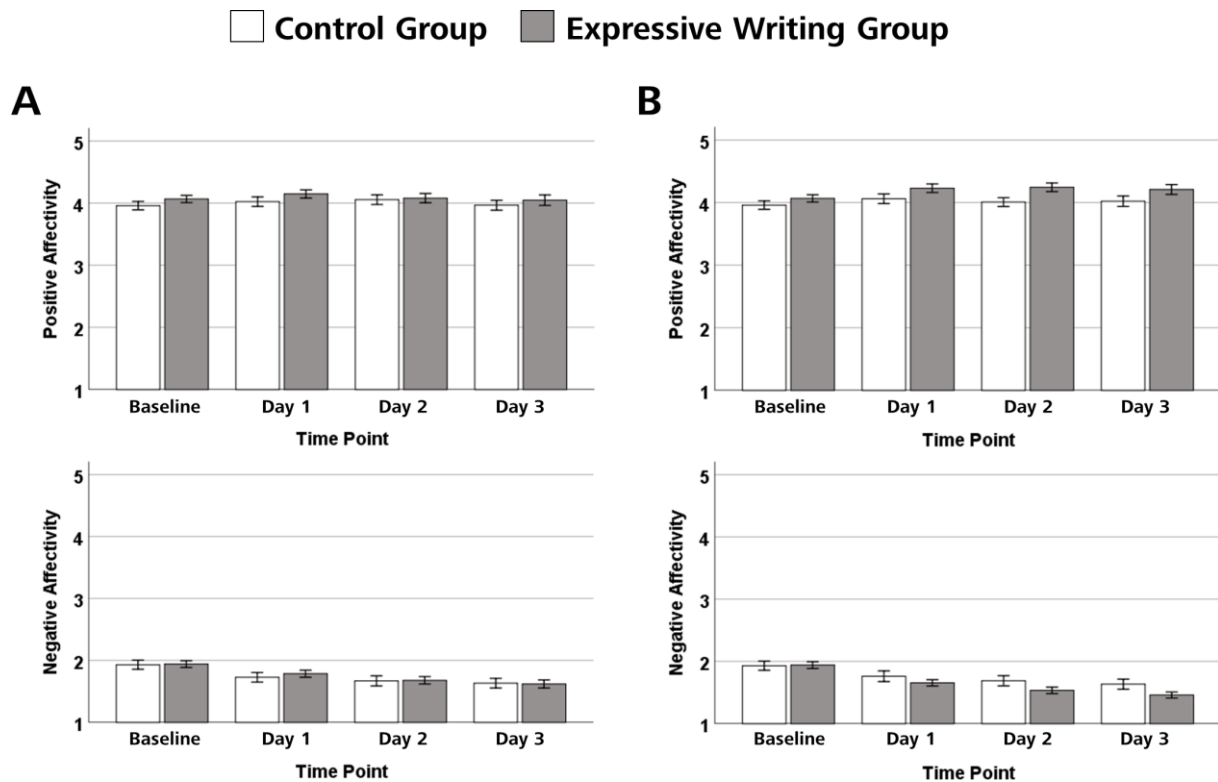 Control Group Expressive Writing Group
A
5
4
3
2
1
Positive Affectivity
Baseline Day 1 Day 2 Day 3
Time Point
5
4
3
2
1
Negative Affectivity
Baseline Day 1 Day 2 Day 3
Time Point
B
5
4
3
2
1
Positive Affectivity
Baseline Day 1 Day 2 Day 3
Time Point
5
4
3
2
1
Negative Affectivity
Baseline Day 1 Day 2 Day 3
Time Point